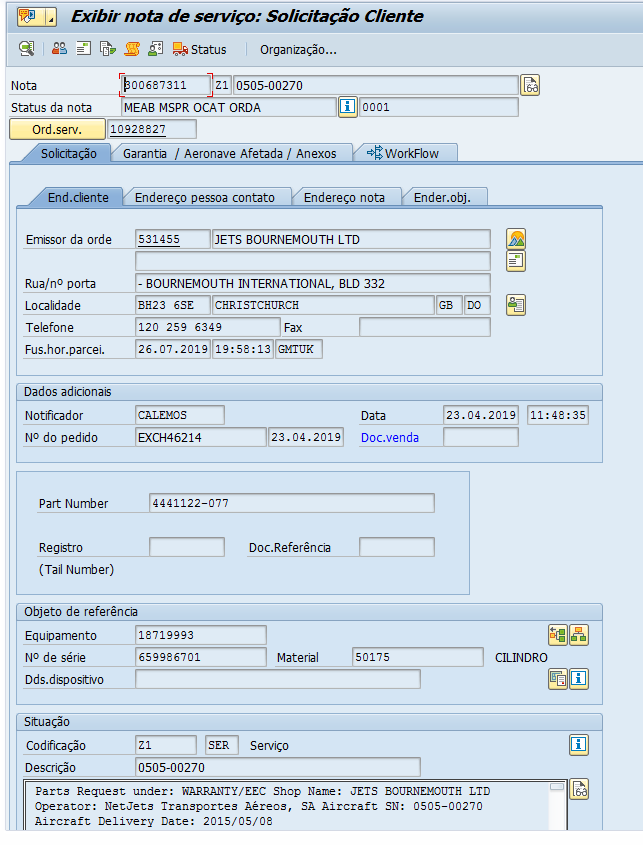 Exibir nota de serviço: Solicitação Cliente
Status Organização...
Nota 300687311 Z1 0505-00270
Status da nota MEAB MSPR OCAT ORDA 0001
Ord.serv. 10928827
Solicitação Garantia / Aeronave Afetada / Anexos WorkFlow
End.cliente Endereço pessoa contato Endereço nota Ender.obj.
Emissor da orde 531455 JETS BOURNEMOUTH LTD
Rua/nº porta - BOURNEMOUTH INTERNATIONAL, BLD 332
Localidade BH23 6SE CHRISTCHURCH GB DO
Telefone 120 259 6349 Fax
Fus.hor.parcei. 26.07.2019 19:58:13 GMTUK
Dados adicionais
Notificador CALEMOS Data 23.04.2019 11:48:35
Nº do pedido EXCH46214 23.04.2019 Doc.venda
Part Number 4441122-077
Registro Doc.Referência
(Tail Number)
Objeto de referência
Equipamento 18719993
Nº de série 659986701 Material 50175 CILINDRO
Dds.dispositivo
Situação
Codificação Z1 SER Serviço
Descrição 0505-00270
Parts Request under: WARRANTY/EEC Shop Name: JETS BOURNEMOUTH LTD
Operator: NetJets Transportes Aéreos, SA Aircraft SN: 0505-00270
Aircraft Delivery Date: 2015/05/08